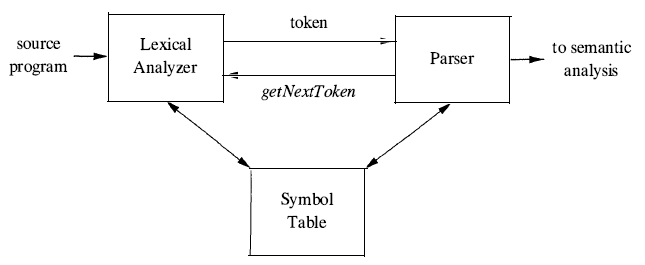 token
source
program
Lexical
Analyzer
Parser
to semantic
analysis
getNextToken
Symbol
Table